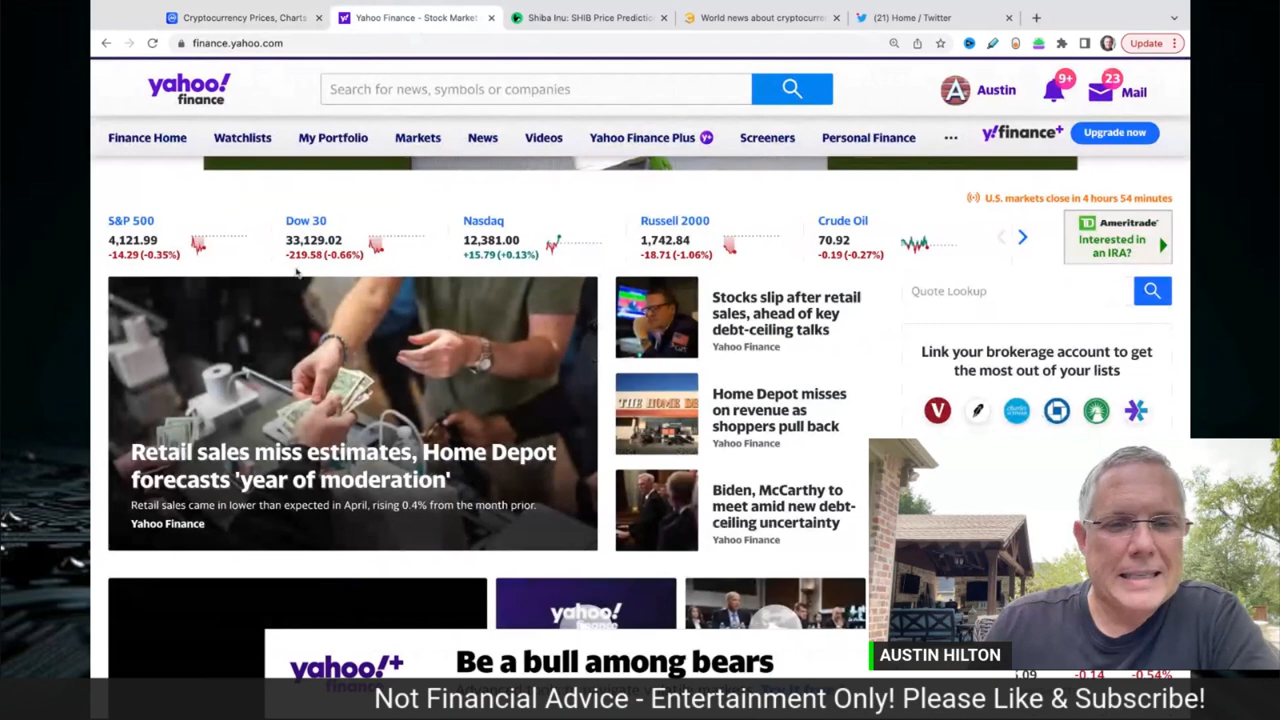 Cryptocurrency Prices, Charts
Yahoo Finance - Stock Market
Shiba Inu: SHIB Price Predictio
World news about cryptocurre
(21) Home / Twitter
finance.yahoo.com
Update
yahoo!
finance
Search for news, symbols or companies
Austin
9+
23
Mail
Finance Home
Watchlists
My Portfolio
Markets
News
Videos
Yahoo Finance Plus
Screeners
Personal Finance
...
y!finance+
Upgrade now
U.S. markets close in 4 hours 54 minutes
S&P 500
4,121.99
-14.29 (-0.35%)
Dow 30
33,129.02
-219.58 (-0.66%)
Nasdaq
12,381.00
+15.79 (+0.13%)
Russell 2000
1,742.84
-18.71 (-1.06%)
Crude Oil
70.92
-0.19 (-0.27%)
Ameritrade
Interested in
an IRA?
Retail sales miss estimates, Home Depot
forecasts 'year of moderation'
Retail sales came in lower than expected in April, rising 0.4% from the month prior.
Yahoo Finance
Stocks slip after retail
sales, ahead of key
debt-ceiling talks
Yahoo Finance
THE HOME DE
Home Depot misses
on revenue as
shoppers pull back
Yahoo Finance
Biden, McCarthy to
meet amid new debt-
ceiling uncertainty
Yahoo Finance
Quote Lookup
Link your brokerage account to get
the most out of your lists
yahoo!
yahoo!+
Be a bull among bears
AUSTIN HILTON
-0.14
-0.54%
Not Financial Advice - Entertainment Only! Please Like & Subscribe!